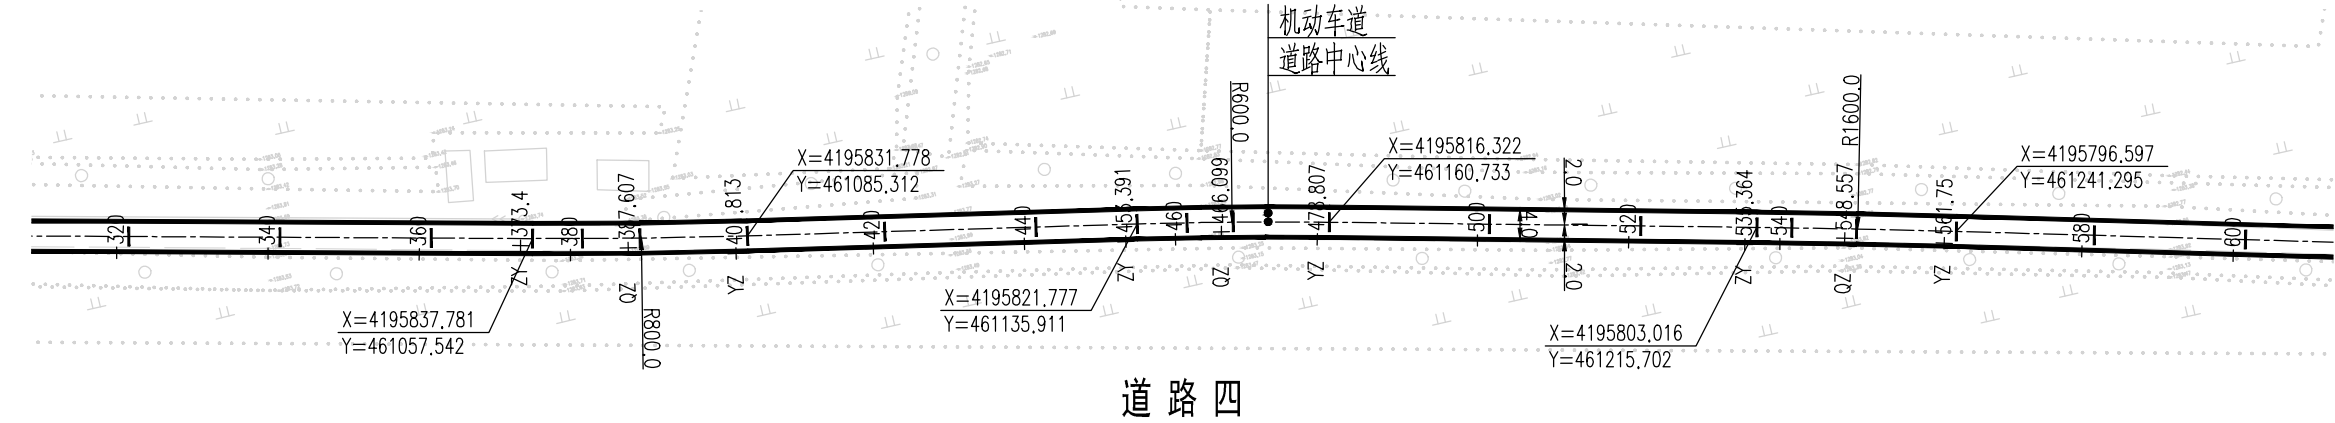 机动车道
道路中心线
R600.0
R1600.0
X=4195831.778
Y=461085.312
X=4195816.322
Y=461160.733
X=4195796.597
Y=461241.295
2.0
4.0
2.0
+320
+340
+360
+373.4
+380
+387.607
+420
+440
+453.391
+460
+466.099
+478.807
+500
+520
+535.364
+540
+548.557
+561.75
+580
+600
ZY
QZ
YZ
ZY
QZ
YZ
ZY
QZ
YZ
R800.0
X=4195837.781
Y=461057.542
X=4195821.777
Y=461135.911
X=4195803.016
Y=461215.702
道路四